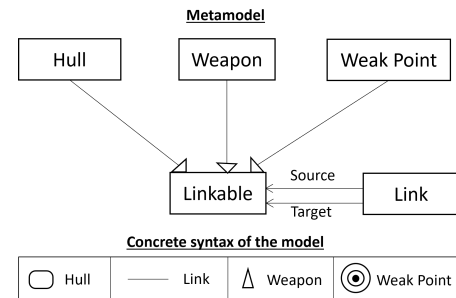 Metamodel
Hull Weapon Weak Point
Source
Linkable Link
Target
Concrete syntax of the model
Hull Link Weapon Weak Point